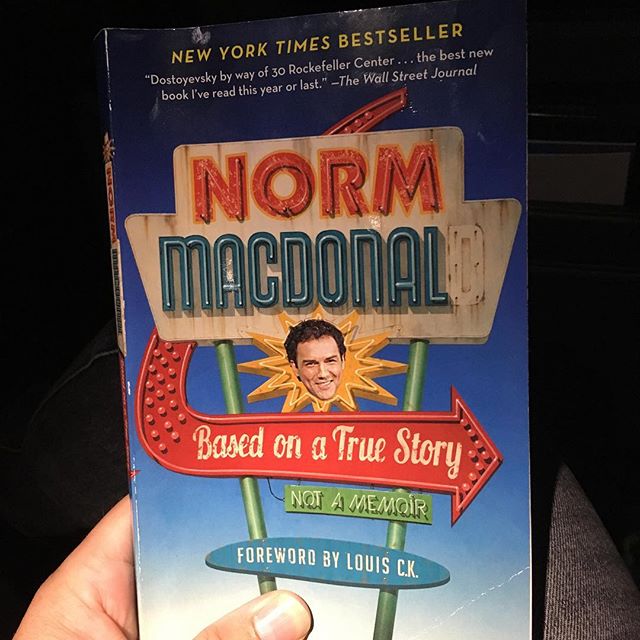 NEW YORK TIMES BESTSELLER
"Dostoyevsky by way of 30 Rockefeller Center . . . the best new
book I've read this year or last." —The Wall Street Journal
NORM
MACDONALD
Based on a True Story
NOT A MEMOIR
FOREWORD BY LOUIS C.K.